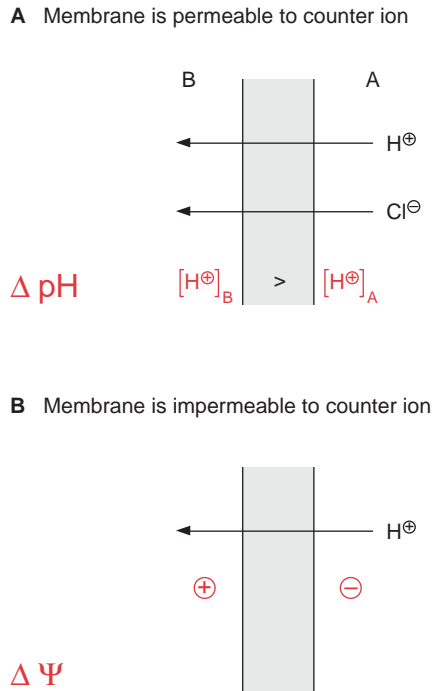 A Membrane is permeable to counter ion
B A
H⊕
Cl⊖
Δ pH [H⊕]B > [H⊕]A
B Membrane is impermeable to counter ion
H⊕
⊕ ⊖
Δ Ψ